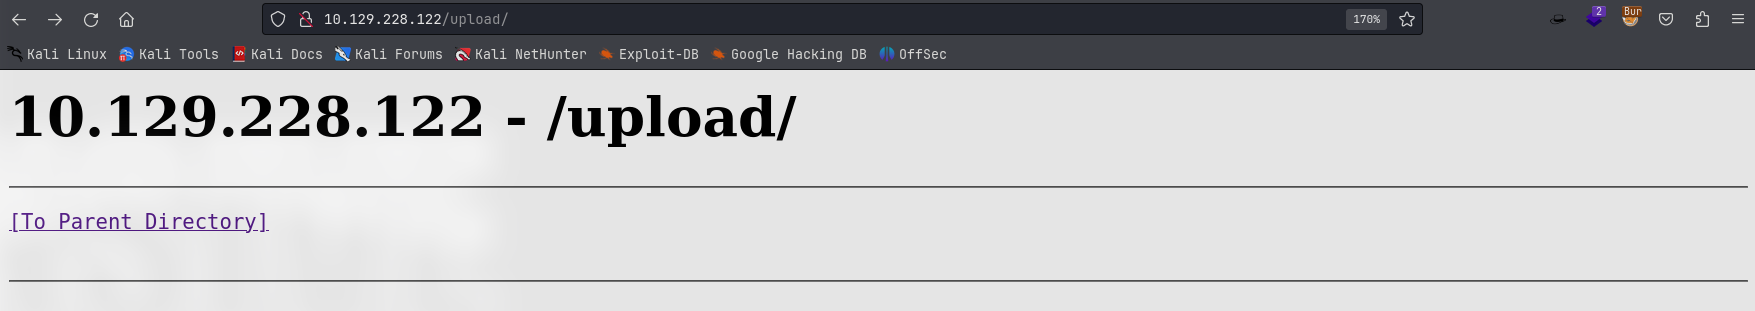 10.129.228.122/upload/
170%
2
Bur
Kali Linux Kali Tools Kali Docs Kali Forums Kali NetHunter Exploit-DB Google Hacking DB OffSec
10.129.228.122 - /upload/
[To Parent Directory]